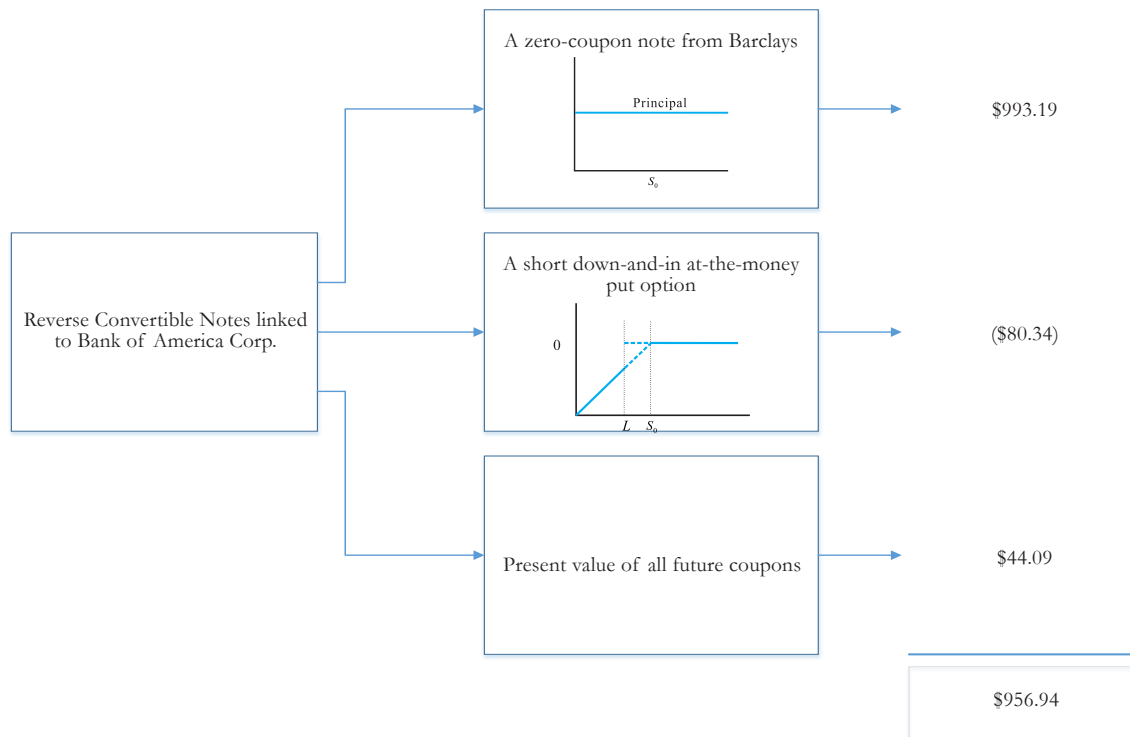 A zero-coupon note from Barclays
Principal
S₀
$993.19
Reverse Convertible Notes linked
to Bank of America Corp.
A short down-and-in at-the-money
put option
0
L S₀
($80.34)
Present value of all future coupons
$44.09
$956.94